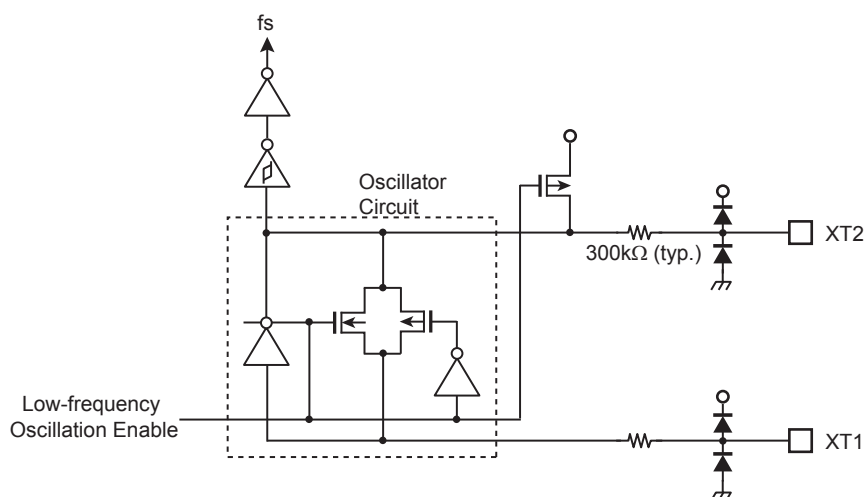 fs
Oscillator
Circuit
300kΩ (typ.)
XT2
Low-frequency
Oscillation Enable
XT1